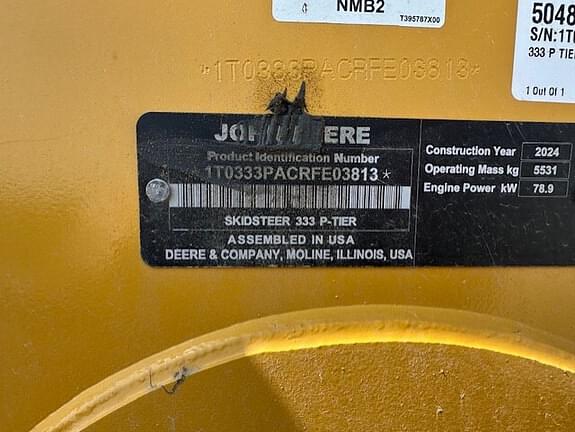 NMB2
T395787X00
5048
S/N:1T0
333 P TIER
1 Out Of 1
*1T0333PACRFE03813*
JOHN DEERE
Product Identification Number
1T0333PACRFE03813*
SKIDSTEER 333 P-TIER
ASSEMBLED IN USA
DEERE & COMPANY, MOLINE, ILLINOIS, USA
Construction Year 2024
Operating Mass kg 5531
Engine Power kW 78.9